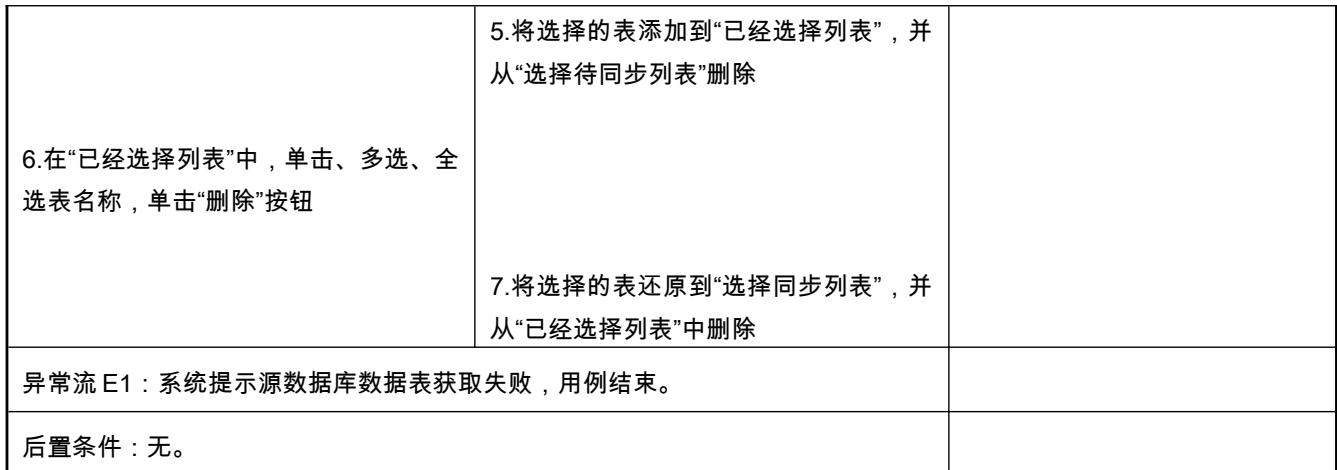 5.将选择的表添加到“已经选择列表”，并
从“选择待同步列表”删除
6.在“已经选择列表”中，单击、多选、全
选表名称，单击“删除”按钮
7.将选择的表还原到“选择同步列表”，并
从“已经选择列表”中删除
异常流 E1：系统提示源数据库数据表获取失败，用例结束。
后置条件：无。